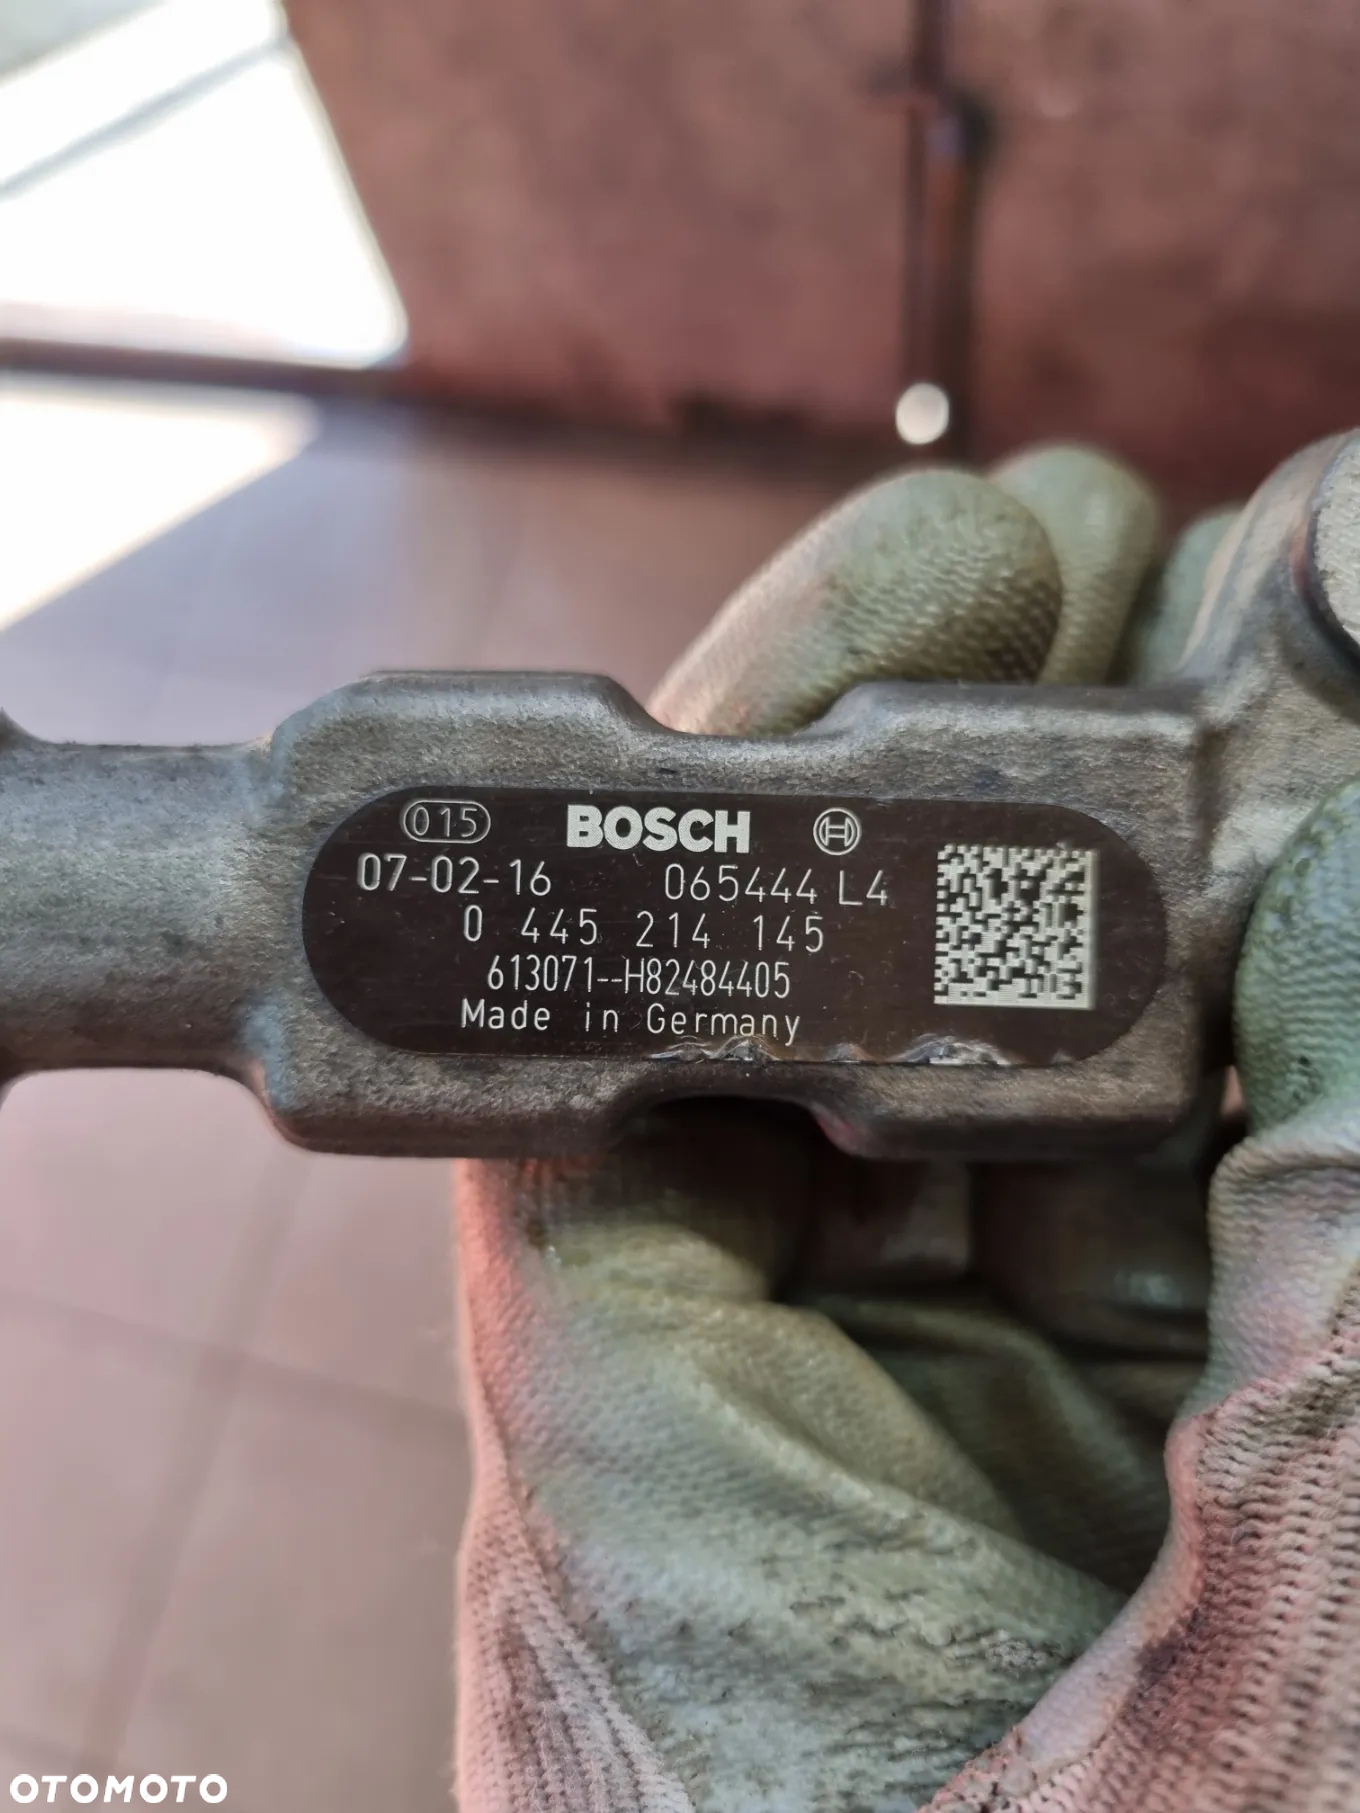 015 BOSCH
07-02-16 065444 L4
0 445 214 145
613071--H82484405
Made in Germany
OTOMOTO